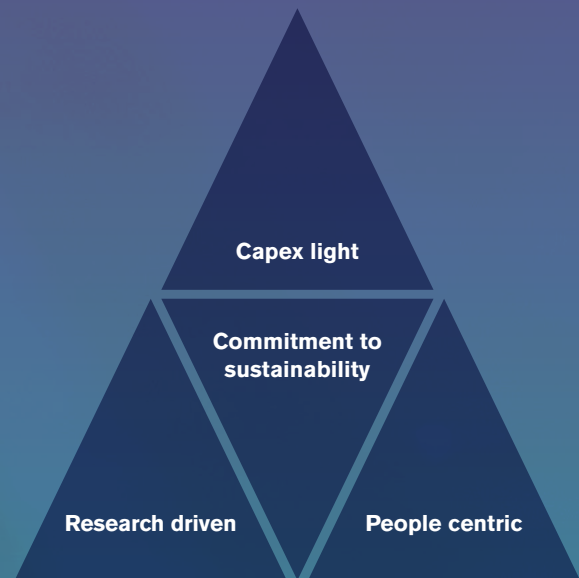 Capex light
Commitment to
sustainability
Research driven
People centric